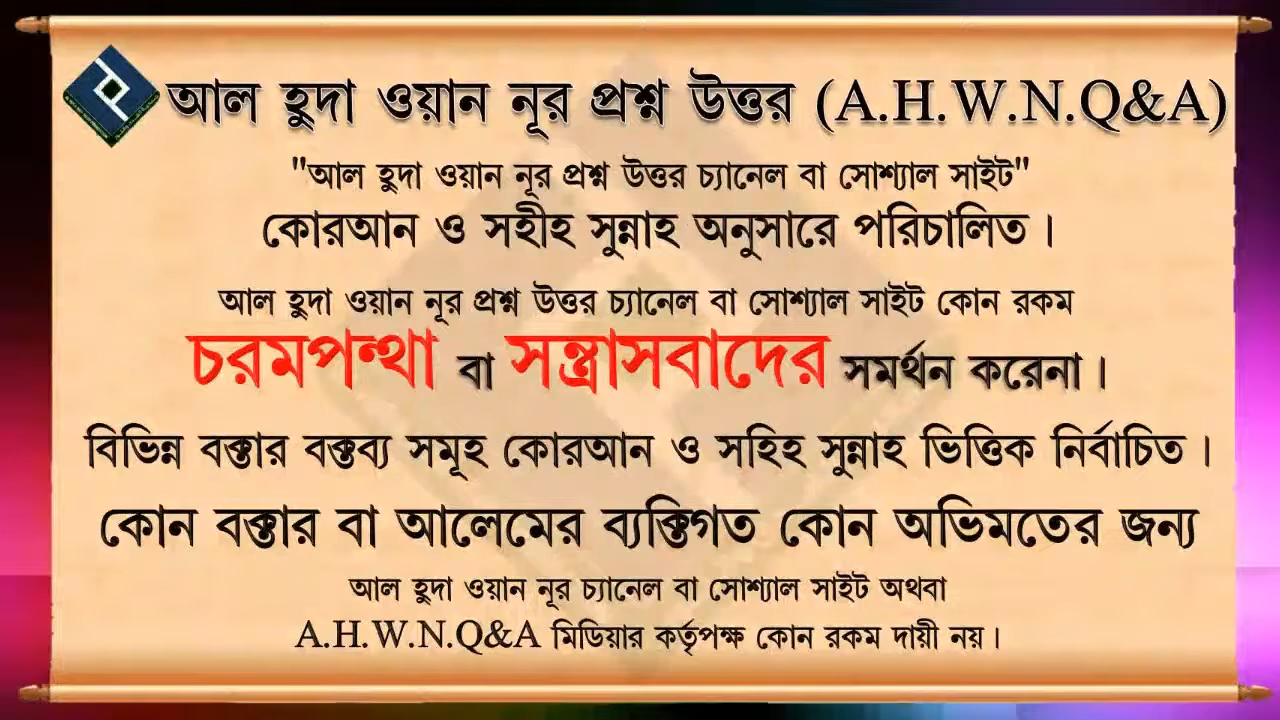 আল হুদা ওয়ান নূর প্রশ্ন উত্তর (A.H.W.N.Q&A)
"আল হুদা ওয়ান নূর প্রশ্ন উত্তর চ্যানেল বা সোশ্যাল সাইট"
কোরআন ও সহীহ সুন্নাহ অনুসারে পরিচালিত।
আল হুদা ওয়ান নূর প্রশ্ন উত্তর চ্যানেল বা সোশ্যাল সাইট কোন রকম
চরমপন্থা বা সন্ত্রাসবাদের সমর্থন করেনা।
বিভিন্ন বক্তার বক্তব্য সমূহ কোরআন ও সহিহ সুন্নাহ ভিত্তিক নির্বাচিত।
কোন বক্তার বা আলেমের ব্যক্তিগত কোন অভিমতের জন্য
আল হুদা ওয়ান নূর চ্যানেল বা সোশ্যাল সাইট অথবা
A.H.W.N.Q&A মিডিয়ার কর্তৃপক্ষ কোন রকম দায়ী নয়।